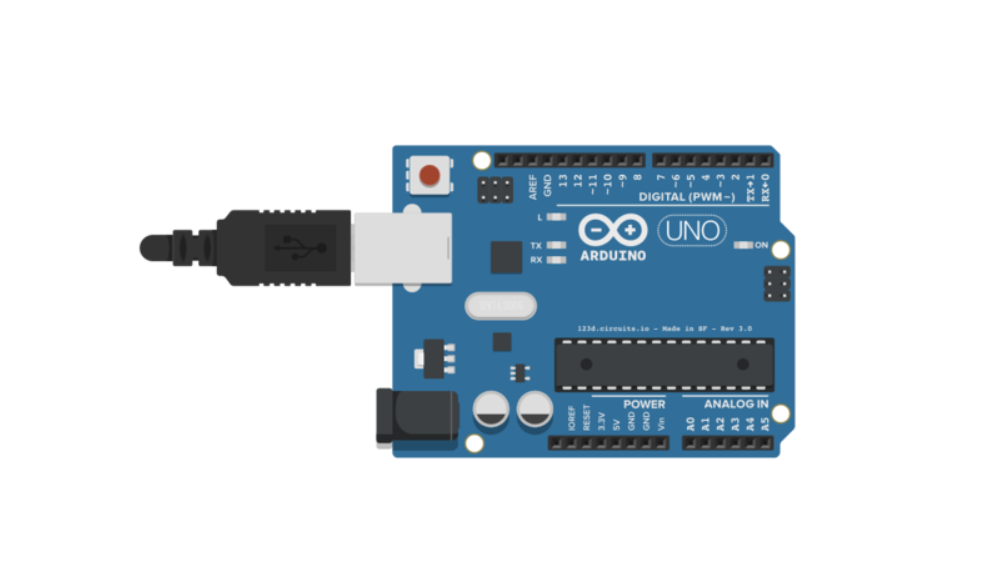 AREF
GND
13
12
~11
~10
~9
8
7
~6
~5
4
~3
2
TX→1
RX←0
DIGITAL (PWM~)
L
TX
RX
ARDUINO
UNO
ON
123d.circuits.io - Made in SF - Rev 3.0
POWER
ANALOG IN
IOREF
RESET
3.3V
5V
GND
GND
Vin
A0
A1
A2
A3
A4
A5